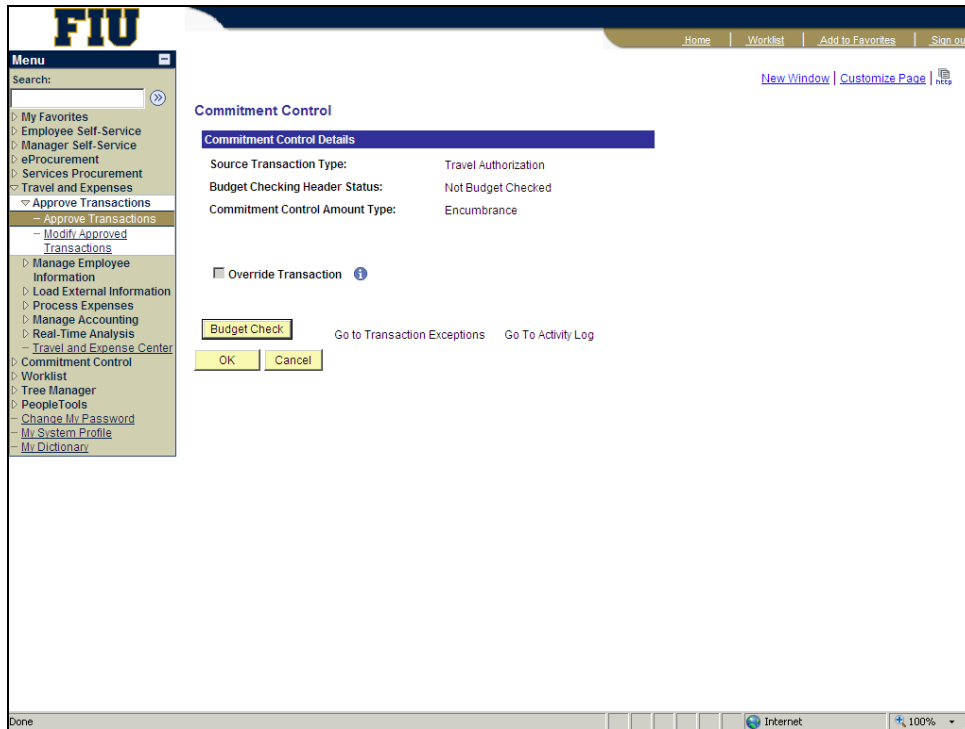 FIU
Home Worklist Add to Favorites Sign ou
Menu
Search:
New Window Customize Page http
My Favorites
Employee Self-Service
Manager Self-Service
eProcurement
Services Procurement
Travel and Expenses
Approve Transactions
– Approve Transactions
– Modify Approved
Transactions
Manage Employee
Information
Load External Information
Process Expenses
Manage Accounting
Real-Time Analysis
– Travel and Expense Center
Commitment Control
Worklist
Tree Manager
PeopleTools
– Change My Password
– My System Profile
– My Dictionary
Commitment Control
Commitment Control Details
Source Transaction Type: Travel Authorization
Budget Checking Header Status: Not Budget Checked
Commitment Control Amount Type: Encumbrance
Override Transaction
Budget Check Go to Transaction Exceptions Go To Activity Log
OK Cancel
Done Internet 100%